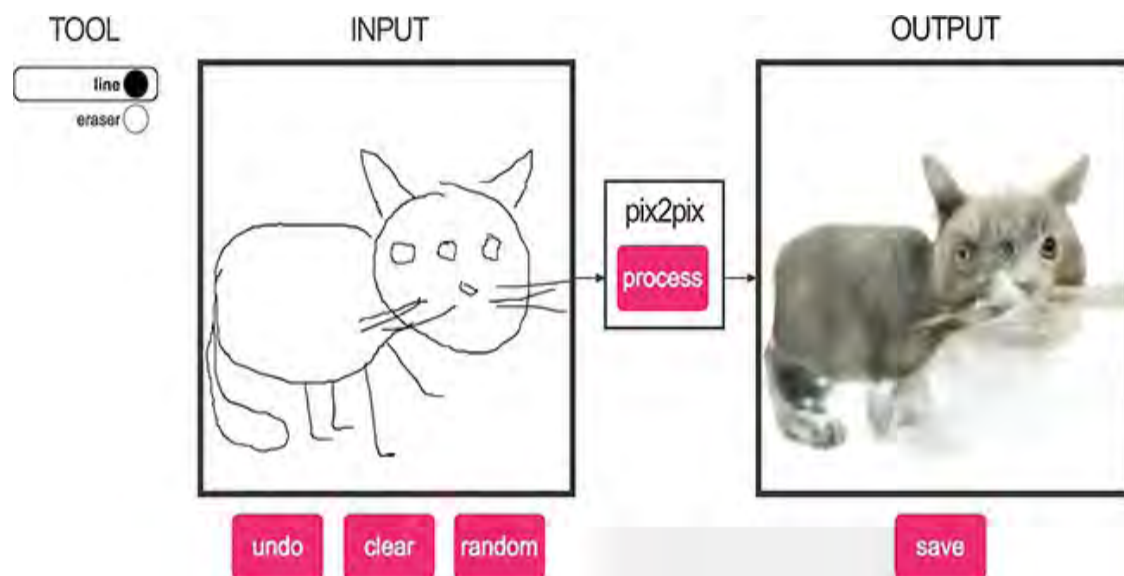 TOOL
INPUT
OUTPUT
line
eraser
pix2pix
process
undo
clear
random
save